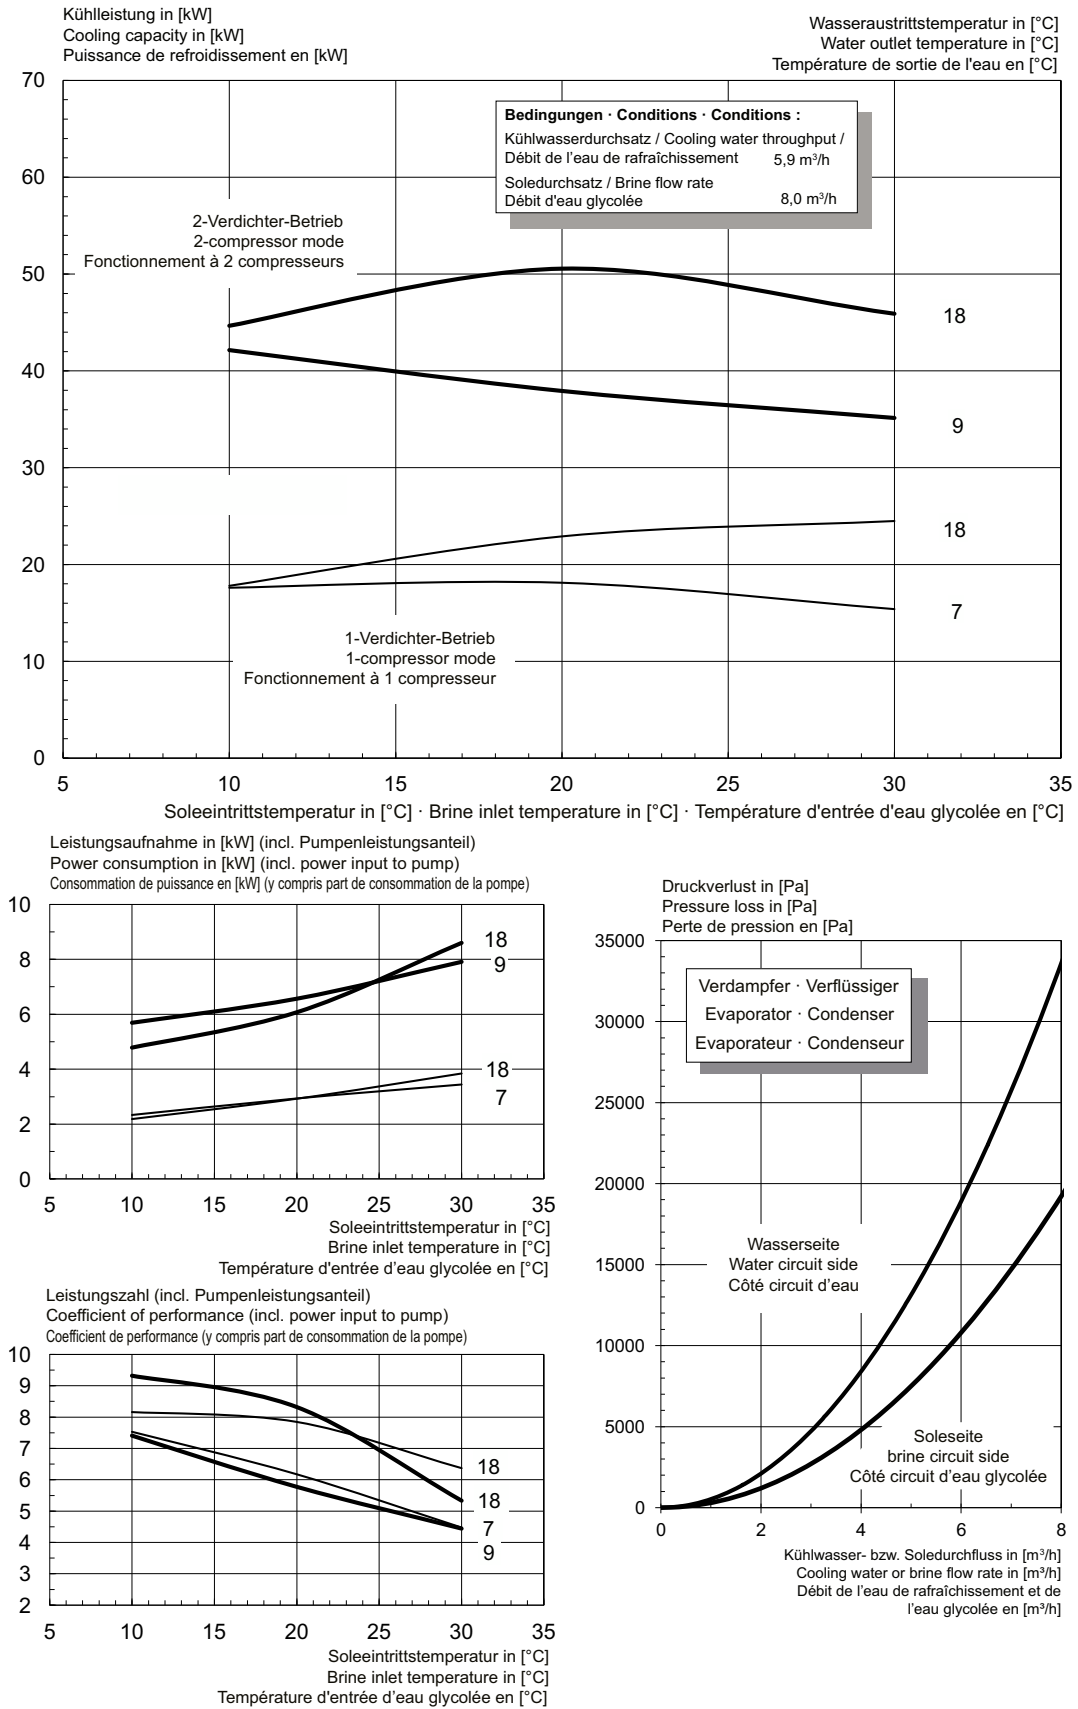 Kühlleistung in [kW]
Cooling capacity in [kW]
Puissance de refroidissement en [kW]
Wasseraustrittstemperatur in [°C]
Water outlet temperature in [°C]
Température de sortie de l'eau en [°C]
70
60
50
40
30
20
10
0
Bedingungen · Conditions · Conditions :
Kühlwasserdurchsatz / Cooling water throughput /
Débit de l'eau de rafraîchissement 5,9 m³/h
Soledurchsatz / Brine flow rate
Débit d'eau glycolée 8,0 m³/h
2-Verdichter-Betrieb
2-compressor mode
Fonctionnement à 2 compresseurs
18
9
18
7
1-Verdichter-Betrieb
1-compressor mode
Fonctionnement à 1 compresseur
5 10 15 20 25 30 35
Soleeintrittstemperatur in [°C] · Brine inlet temperature in [°C] · Température d'entrée d'eau glycolée en [°C]
Leistungsaufnahme in [kW] (incl. Pumpenleistungsanteil)
Power consumption in [kW] (incl. power input to pump)
Consommation de puissance en [kW] (y compris part de consommation de la pompe)
10
8
6
4
2
0
18
9
18
7
5 10 15 20 25 30 35
Soleeintrittstemperatur in [°C]
Brine inlet temperature in [°C]
Température d'entrée d'eau glycolée en [°C]
Leistungszahl (incl. Pumpenleistungsanteil)
Coefficient of performance (incl. power input to pump)
Coefficient de performance (y compris part de consommation de la pompe)
10
9
8
7
6
5
4
3
2
18
18
7
9
5 10 15 20 25 30 35
Soleeintrittstemperatur in [°C]
Brine inlet temperature in [°C]
Température d'entrée d'eau glycolée en [°C]
Druckverlust in [Pa]
Pressure loss in [Pa]
Perte de pression en [Pa]
35000
30000
25000
20000
15000
10000
5000
0
Verdampfer · Verflüssiger
Evaporator · Condenser
Evaporateur · Condenseur
Wasserseite
Water circuit side
Côté circuit d'eau
Soleseite
brine circuit side
Côté circuit d'eau glycolée
0 2 4 6 8
Kühlwasser- bzw. Soledurchfluss in [m³/h]
Cooling water or brine flow rate in [m³/h]
Débit de l'eau de rafraîchissement et de
l'eau glycolée en [m³/h]